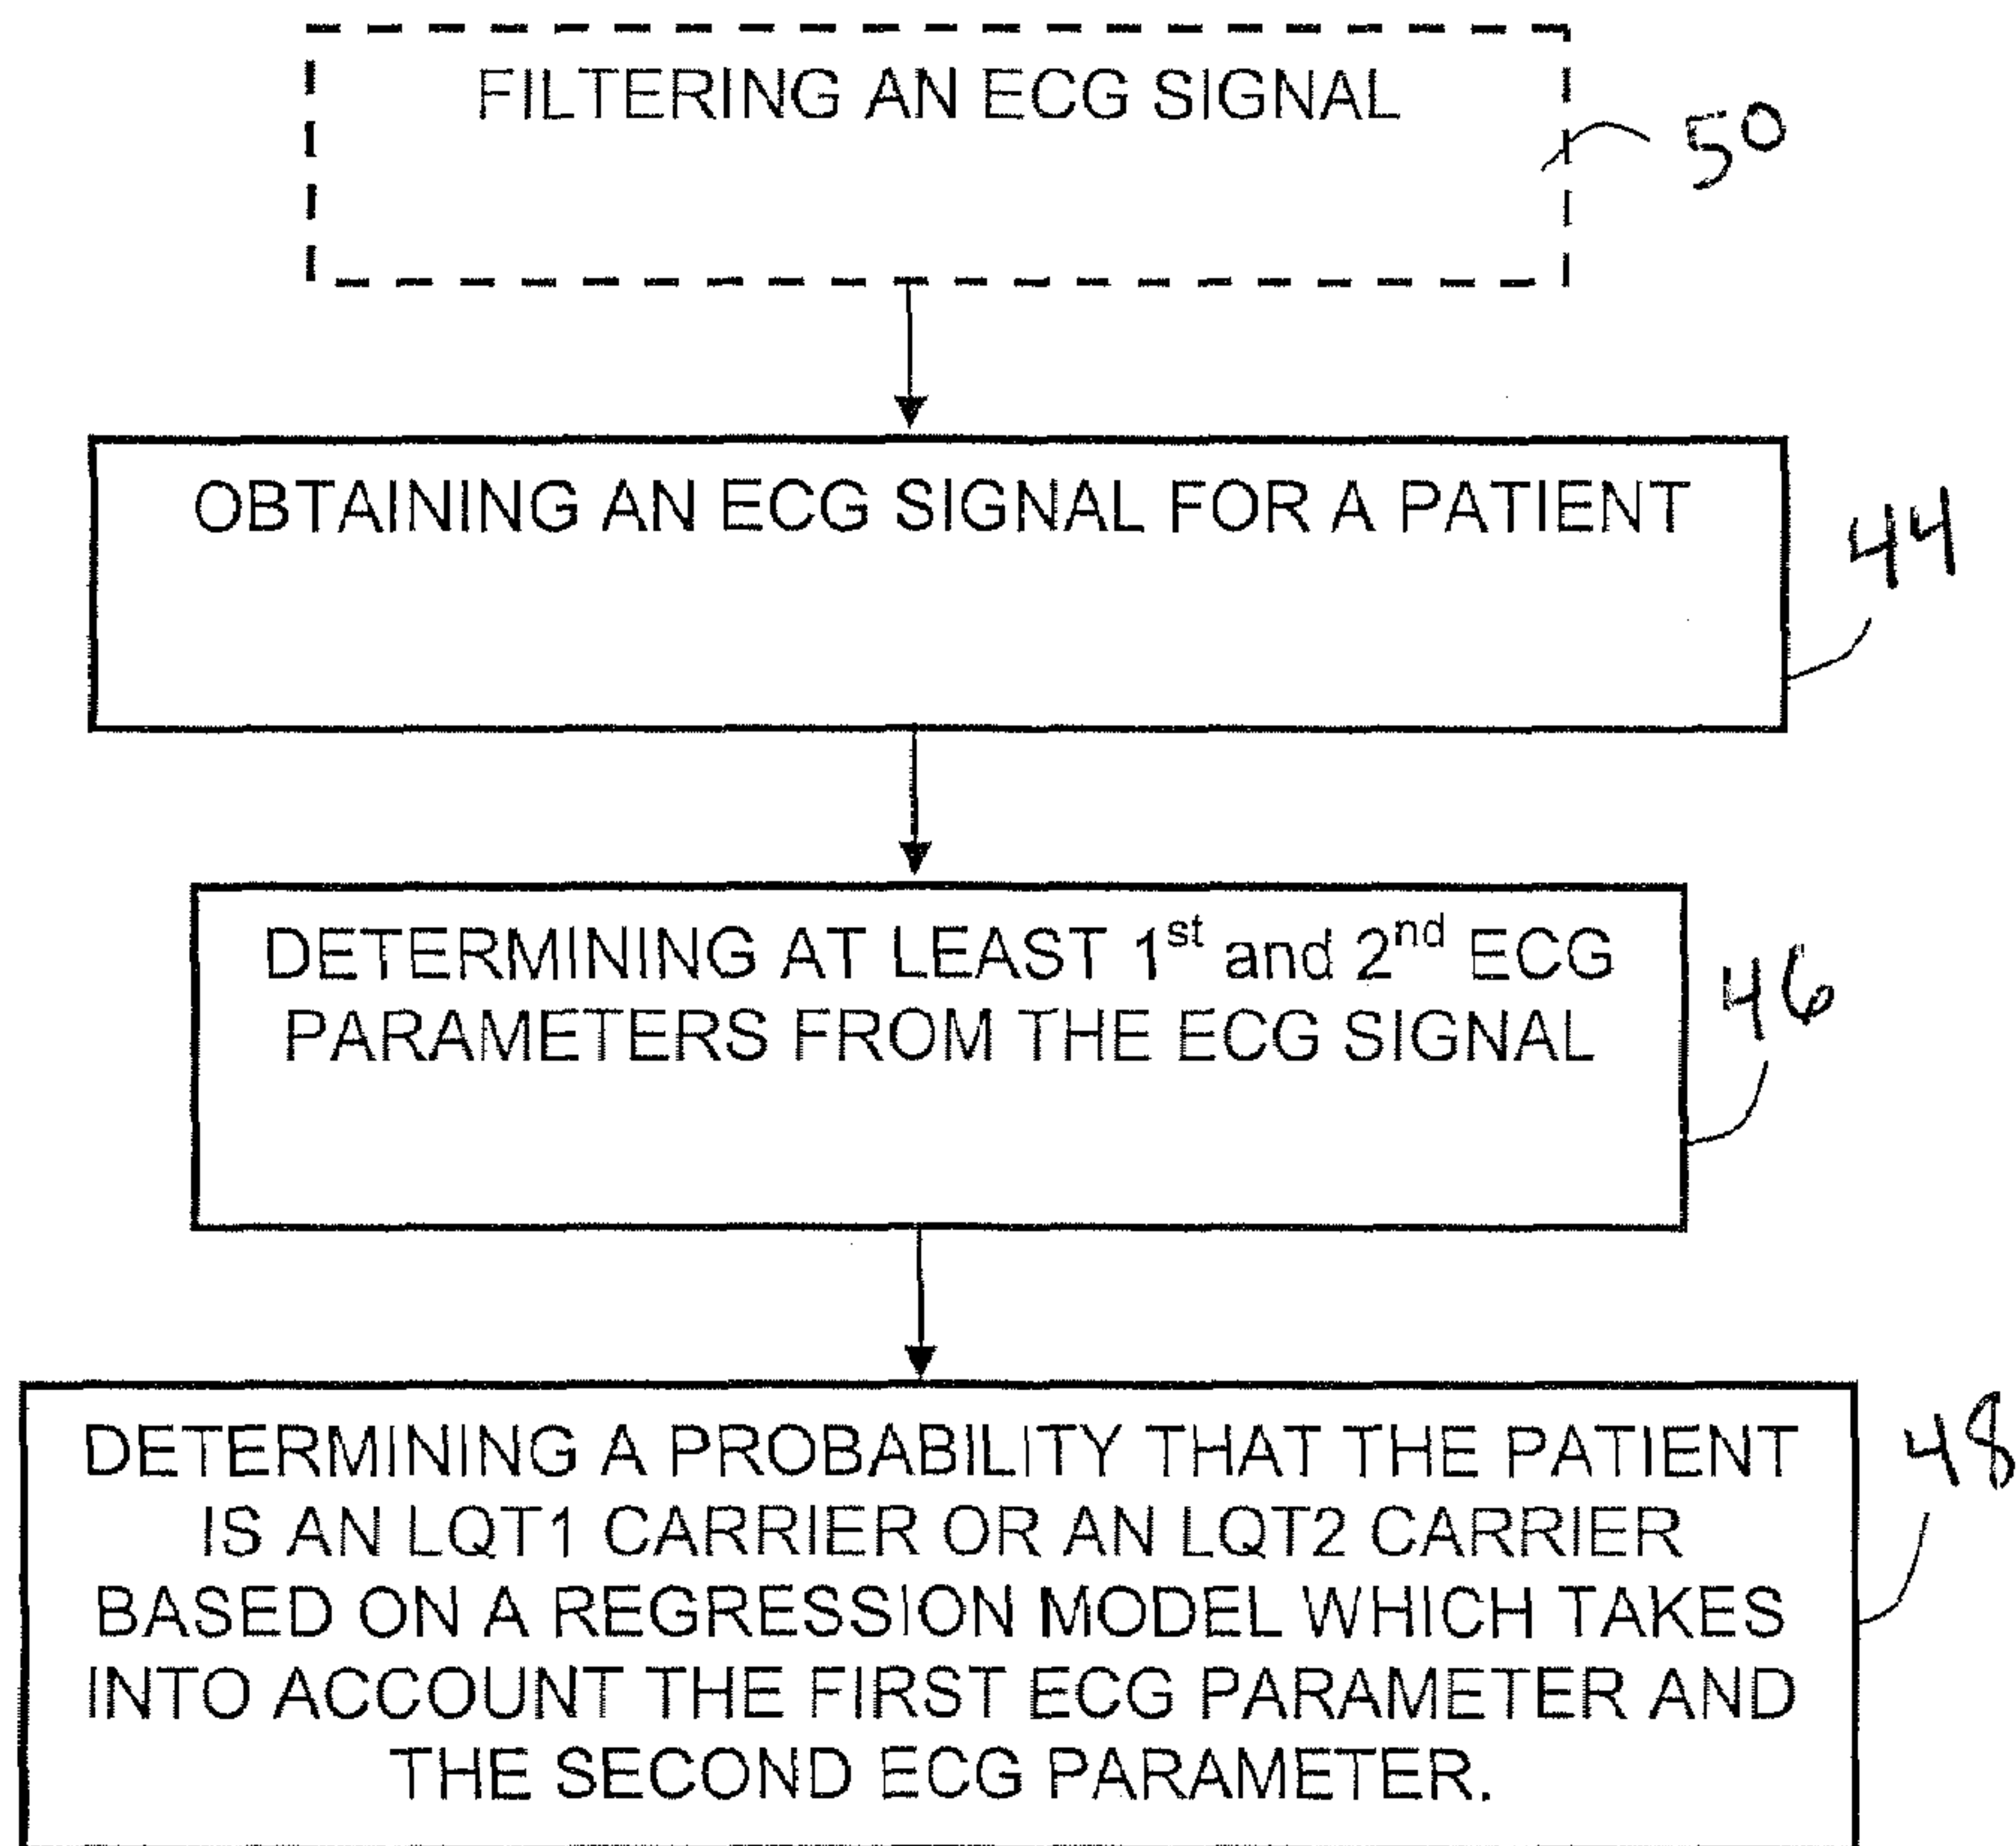 FILTERING AN ECG SIGNAL
50
OBTAINING AN ECG SIGNAL FOR A PATIENT
44
DETERMINING AT LEAST 1st and 2nd ECG
PARAMETERS FROM THE ECG SIGNAL
46
DETERMINING A PROBABILITY THAT THE PATIENT
IS AN LQT1 CARRIER OR AN LQT2 CARRIER
BASED ON A REGRESSION MODEL WHICH TAKES
INTO ACCOUNT THE FIRST ECG PARAMETER AND
THE SECOND ECG PARAMETER.
48